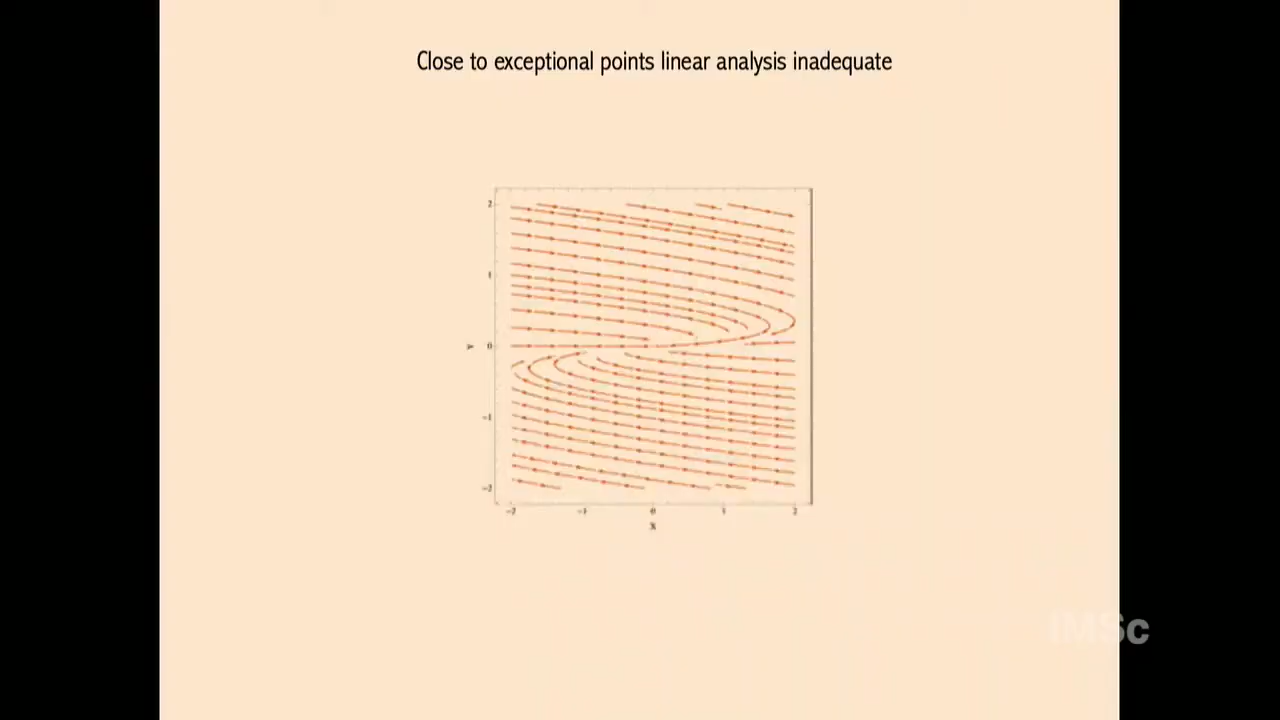 Close to exceptional points linear analysis inadequate
2
1
y 0
-1
-2
-2 -1 0 1 2
x
IMSc